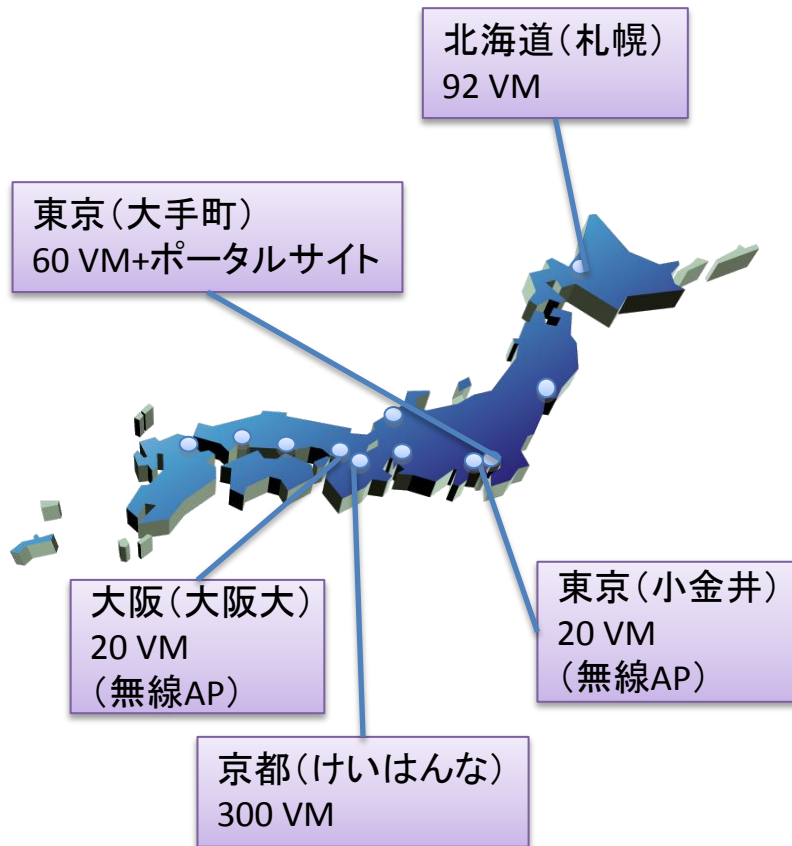 北海道（札幌）
92 VM
東京（大手町）
60 VM+ポータルサイト
大阪（大阪大）
20 VM
（無線AP）
東京（小金井）
20 VM
（無線AP）
京都（けいはんな）
300 VM